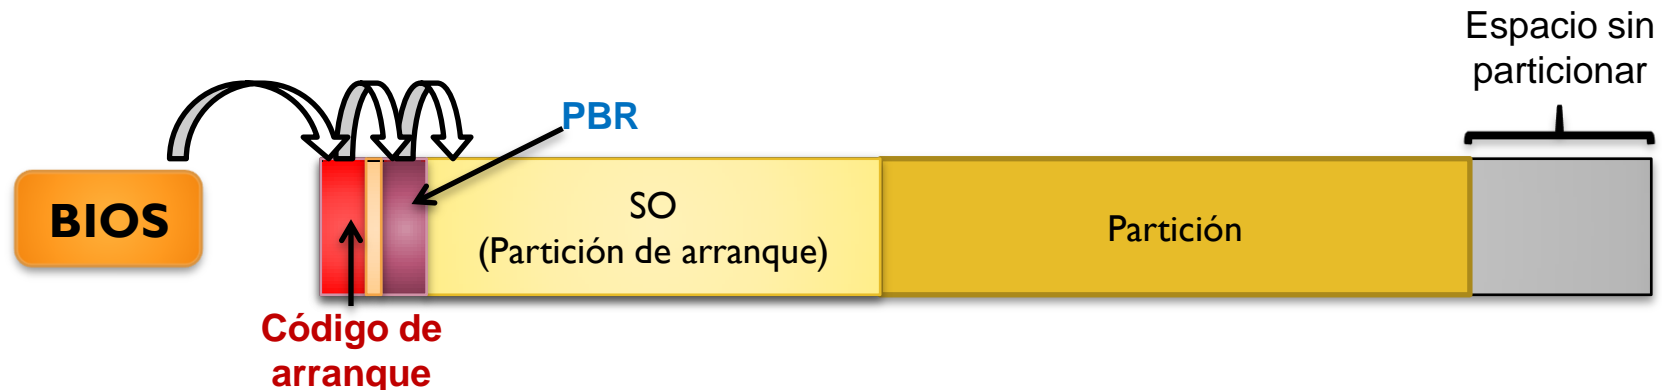 Espacio sin
particionar
PBR
BIOS
SO
(Partición de arranque)
Partición
Código de
arranque